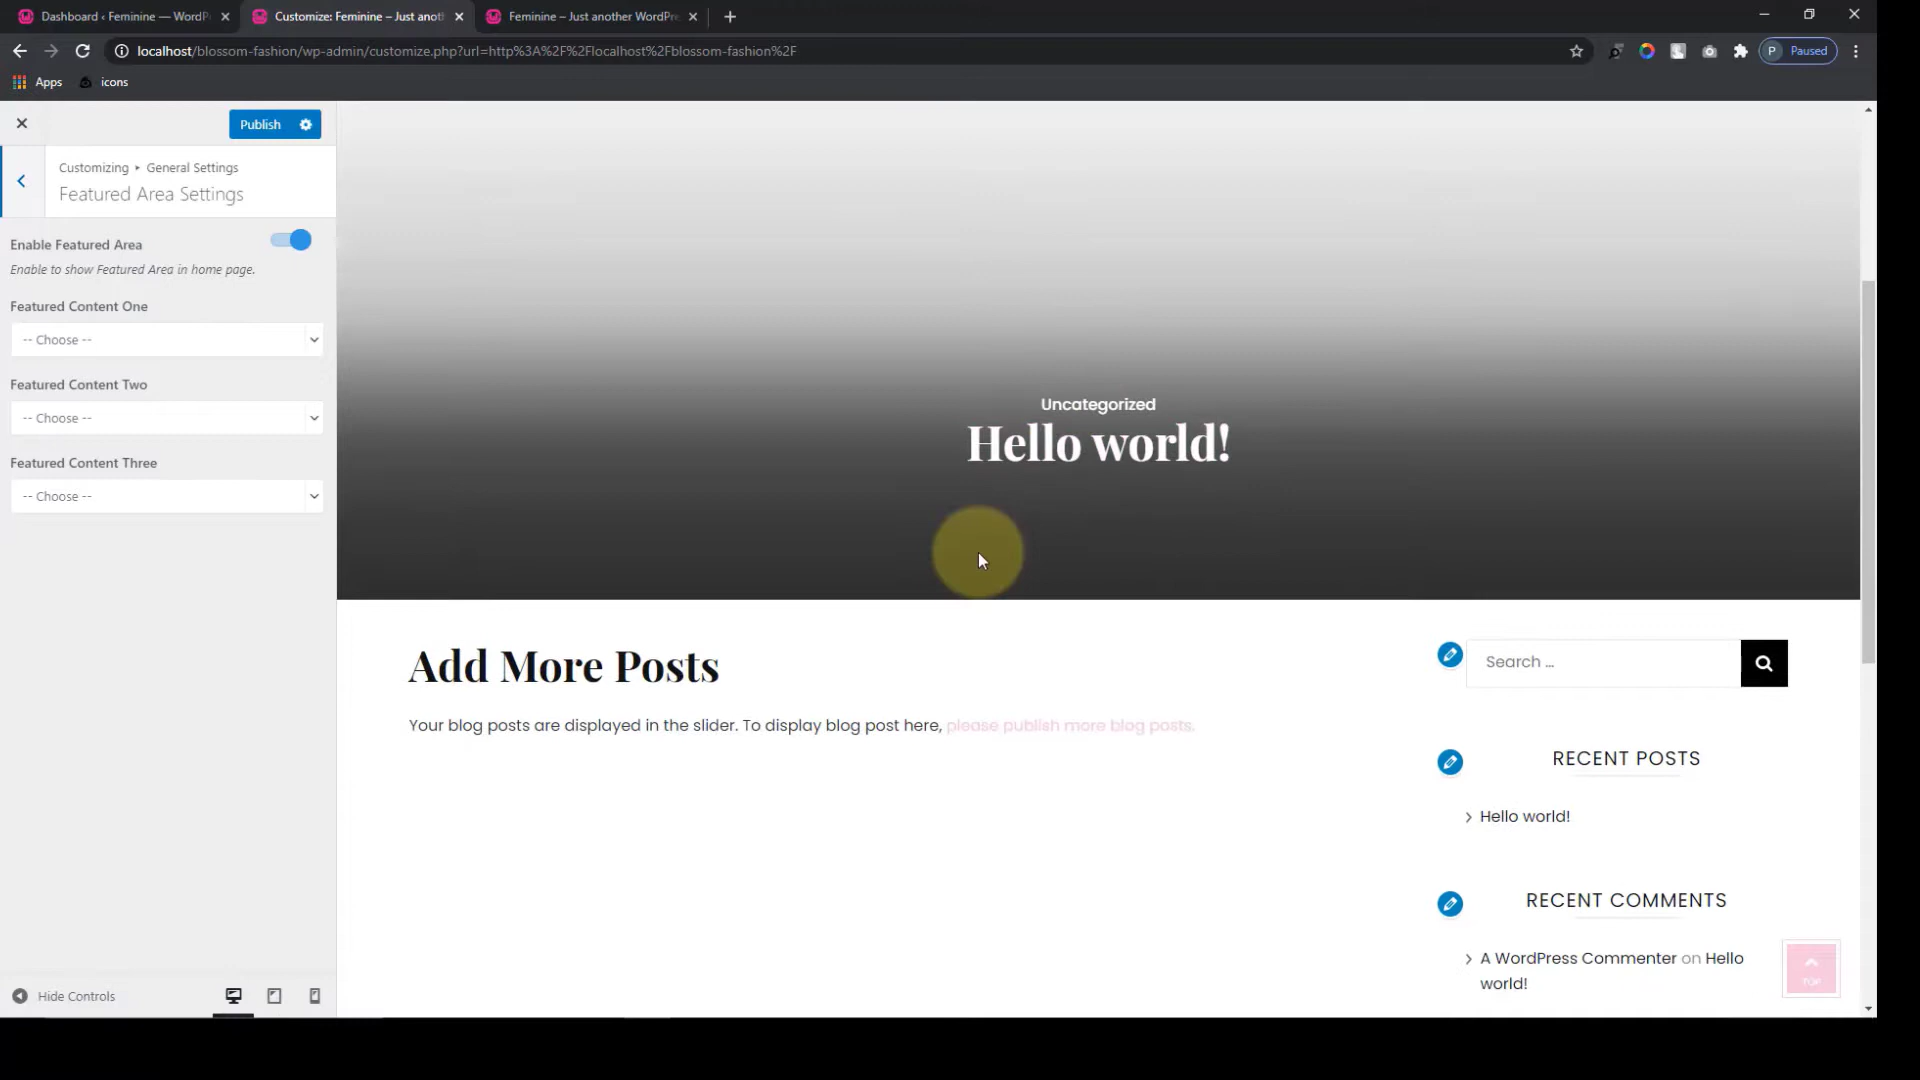 Dashboard ‹ Feminine — WordP
Customize: Feminine – Just anot
Feminine – Just another WordPre
localhost/blossom-fashion/wp-admin/customize.php?url=http%3A%2F%2Flocalhost%2Fblossom-fashion%2F
P Paused
Apps
icons
Publish
Customizing ▸ General Settings
Featured Area Settings
Enable Featured Area
Enable to show Featured Area in home page.
Featured Content One
-- Choose --
Featured Content Two
-- Choose --
Featured Content Three
-- Choose --
Hide Controls
Uncategorized
Hello world!
Add More Posts
Your blog posts are displayed in the slider. To display blog post here, please publish more blog posts.
Search ...
RECENT POSTS
Hello world!
RECENT COMMENTS
A WordPress Commenter on Hello
world!
TOP